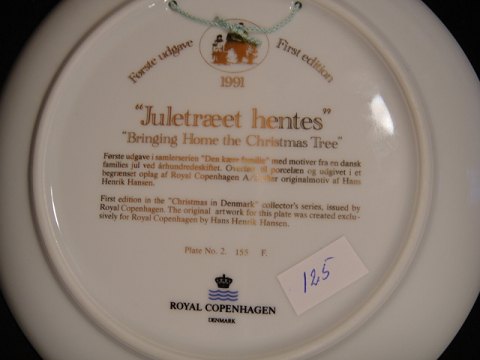 Første udgave First edition
1991
"Juletræet hentes"
"Bringing Home the Christmas Tree"
Første udgave i samlerserien "Den kære familie" med motiver fra en dansk
families jul ved århundredeskiftet. Overført til porcelæn og udgivet i et
begrænset oplag af Royal Copenhagen A/S efter originalmotiv af Hans
Henrik Hansen.
First edition in the "Christmas in Denmark" collector's series, issued by
Royal Copenhagen. The original artwork for this plate was created exclu-
sively for Royal Copenhagen by Hans Henrik Hansen.
Plate No. 2. 155 F.
125
ROYAL COPENHAGEN
DENMARK